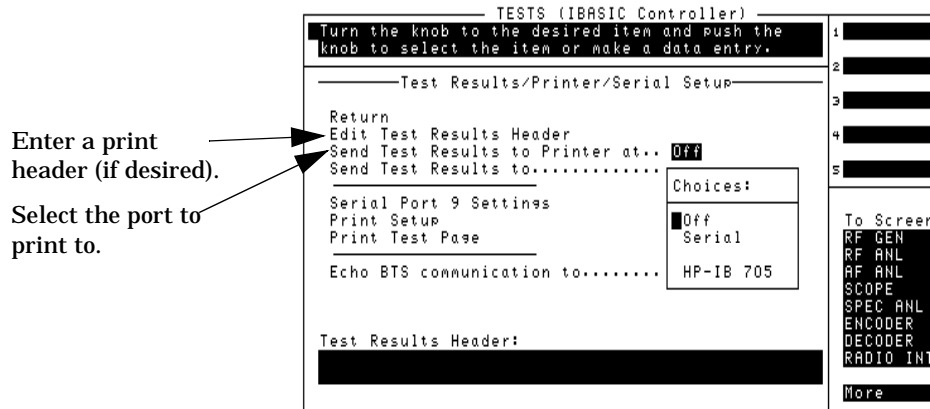 TESTS (IBASIC Controller)
Turn the knob to the desired item and push the
knob to select the item or make a data entry.
1
2
3
4
5
Test Results/Printer/Serial Setup
Return
Edit Test Results Header
Send Test Results to Printer at.. Off
Send Test Results to.............
Serial Port 9 Settings
Print Setup
Print Test Page
Echo BTS communication to........
Choices:
Off
Serial
HP-IB 705
Test Results Header:
To Screen
RF GEN
RF ANL
AF ANL
SCOPE
SPEC ANL
ENCODER
DECODER
RADIO INT
More
Enter a print
header (if desired).
Select the port to
print to.